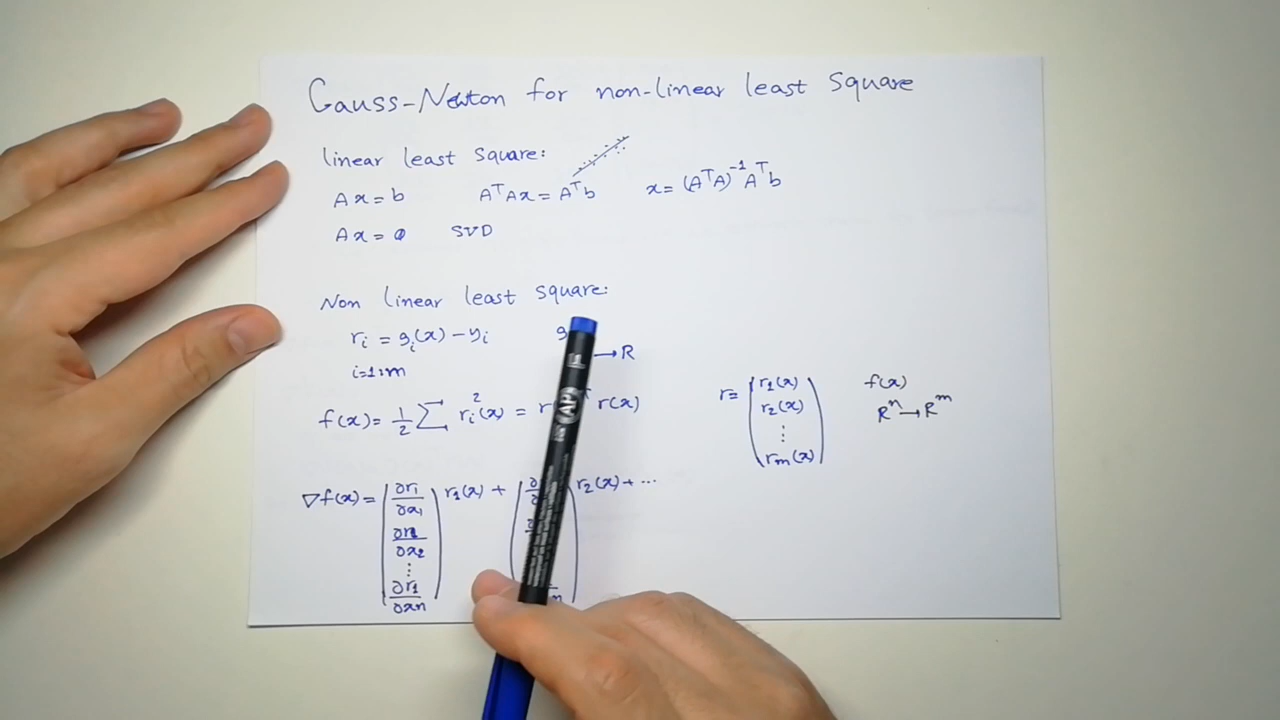 Gauss-Newton for non-linear least square
linear least square:
Ax = b    AᵀAx = Aᵀb    x = (AᵀA)⁻¹Aᵀb
Ax = 0    SVD
Non linear least square:
rᵢ = gᵢ(x) - yᵢ    g
i=1:m    → R
f(x) = 1/2 ∑ rᵢ²(x) = r ᵀ r(x)
r = (r1(x) r2(x) ⋮ rm(x))
f(x)
Rⁿ → Rᵐ
▽f(x) = (∂r1/∂x1 ∂r1/∂x2 ⋮ ∂r1/∂xn) r1(x) + ( ) r2(x) + ...